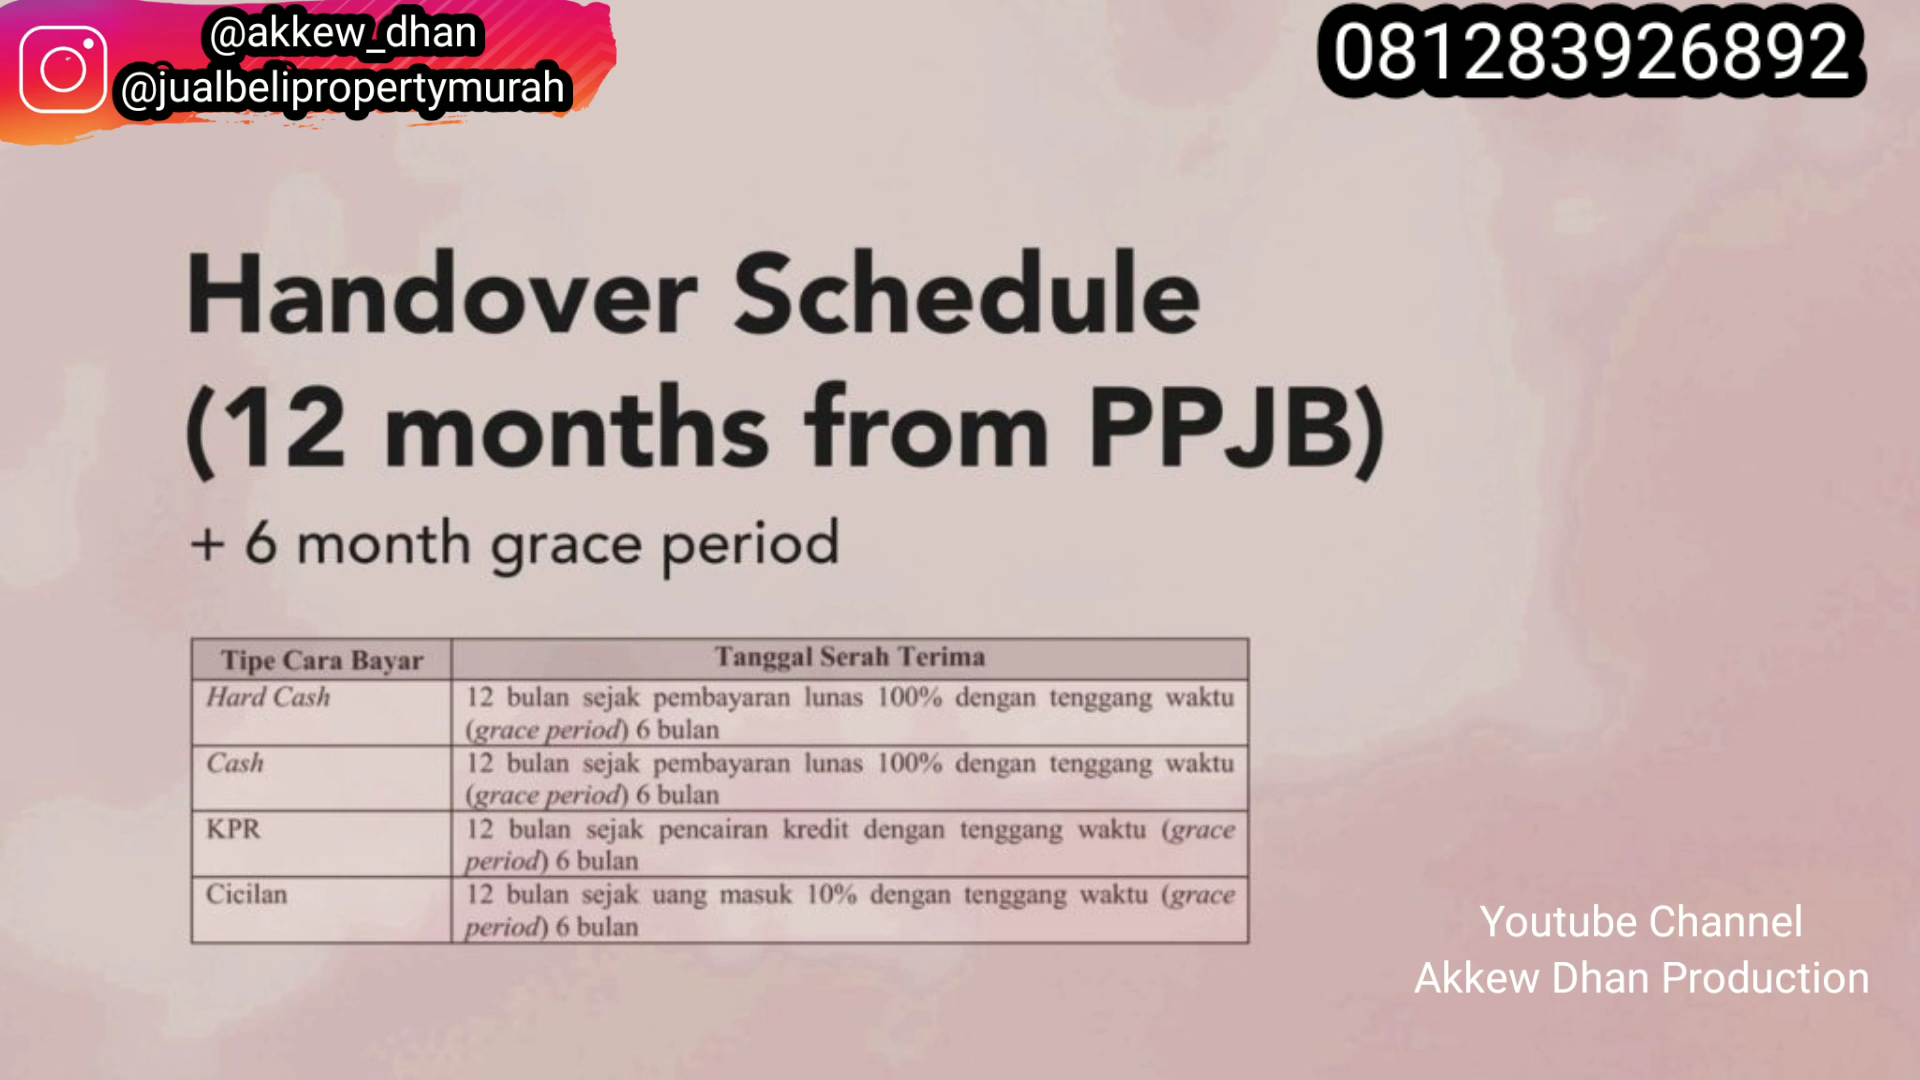 @akkew_dhan
@jualbelipropertymurah
081283926892
Handover Schedule
(12 months from PPJB)
+ 6 month grace period
Tipe Cara Bayar
Tanggal Serah Terima
Hard Cash
12 bulan sejak pembayaran lunas 100% dengan tenggang waktu
(grace period) 6 bulan
Cash
12 bulan sejak pembayaran lunas 100% dengan tenggang waktu
(grace period) 6 bulan
KPR
12 bulan sejak pencairan kredit dengan tenggang waktu (grace
period) 6 bulan
Cicilan
12 bulan sejak uang masuk 10% dengan tenggang waktu (grace
period) 6 bulan
Youtube Channel
Akkew Dhan Production